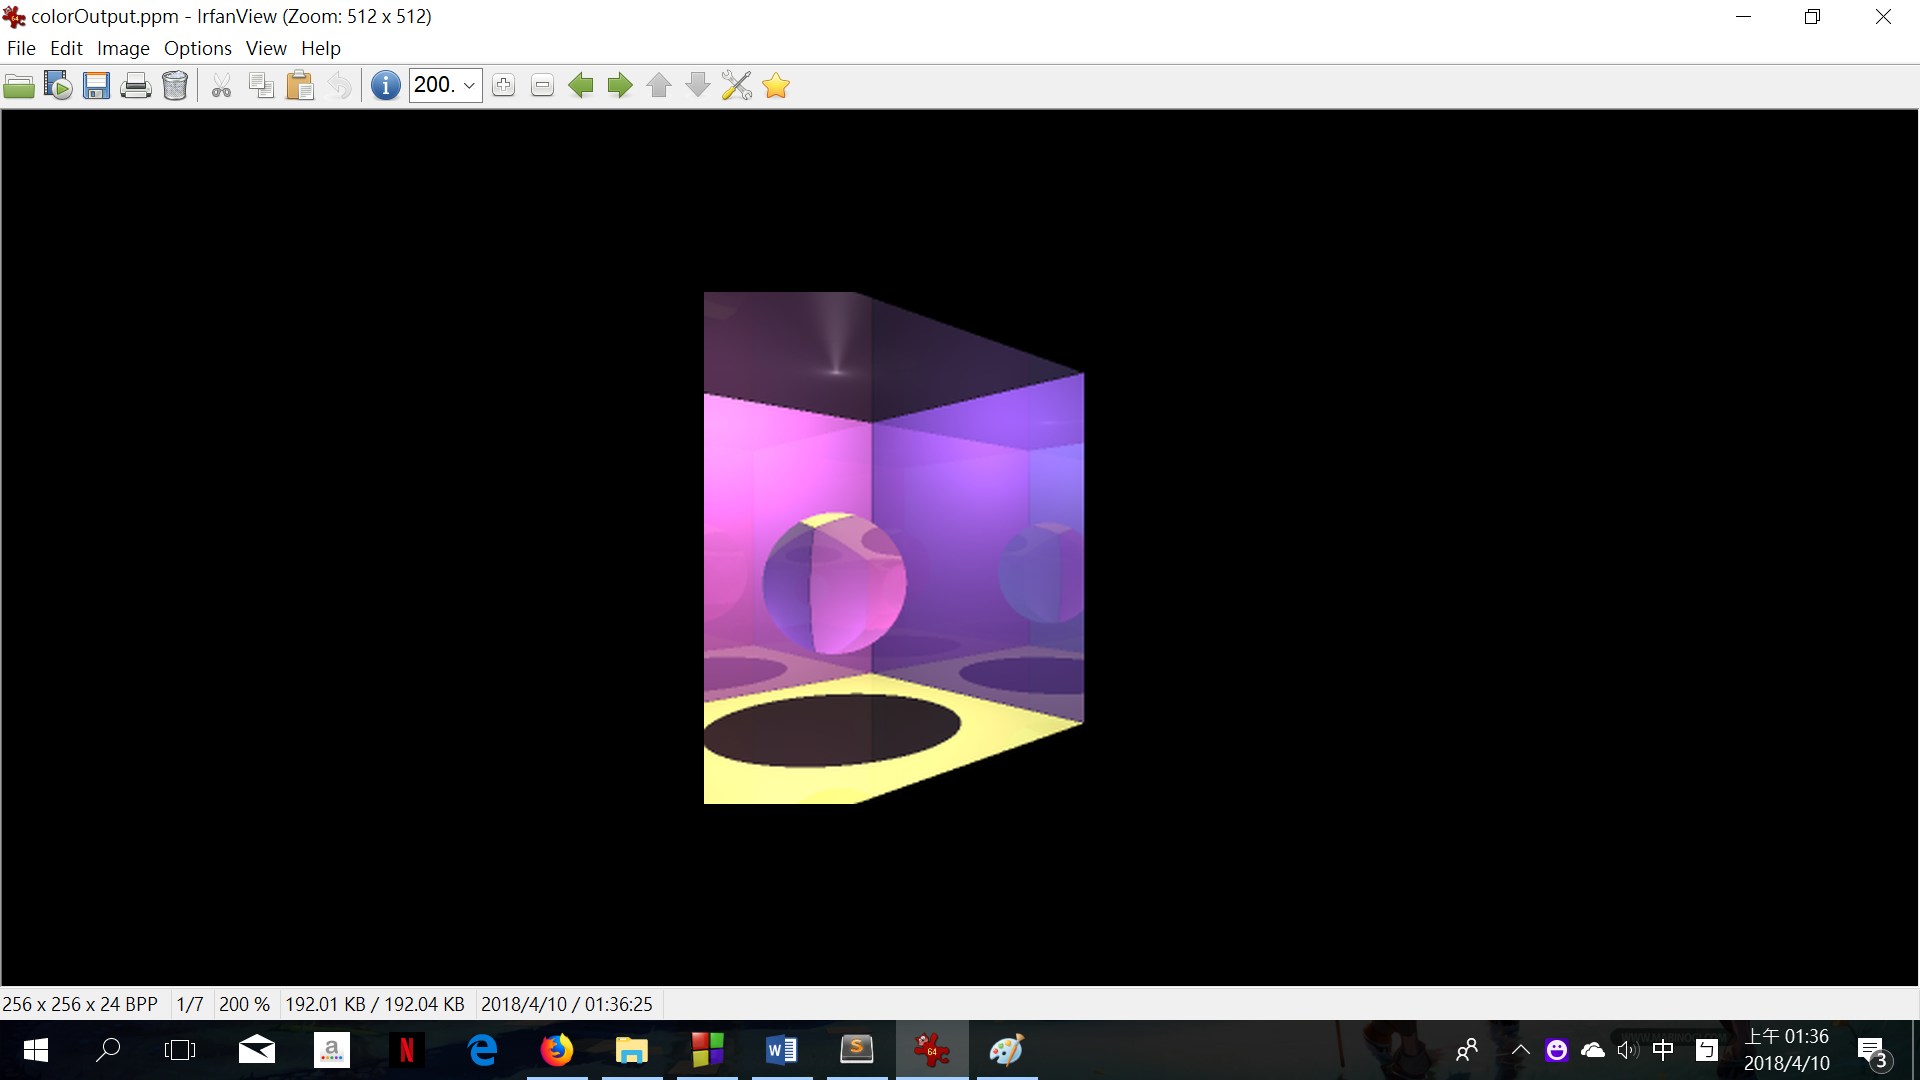 colorOutput.ppm - IrfanView (Zoom: 512 x 512)
File Edit Image Options View Help
200.
256 x 256 x 24 BPP 1/7 200 % 192.01 KB / 192.04 KB 2018/4/10 / 01:36:25
上午 01:36
2018/4/10
中
ㄅ
3
64
a
N
W
S